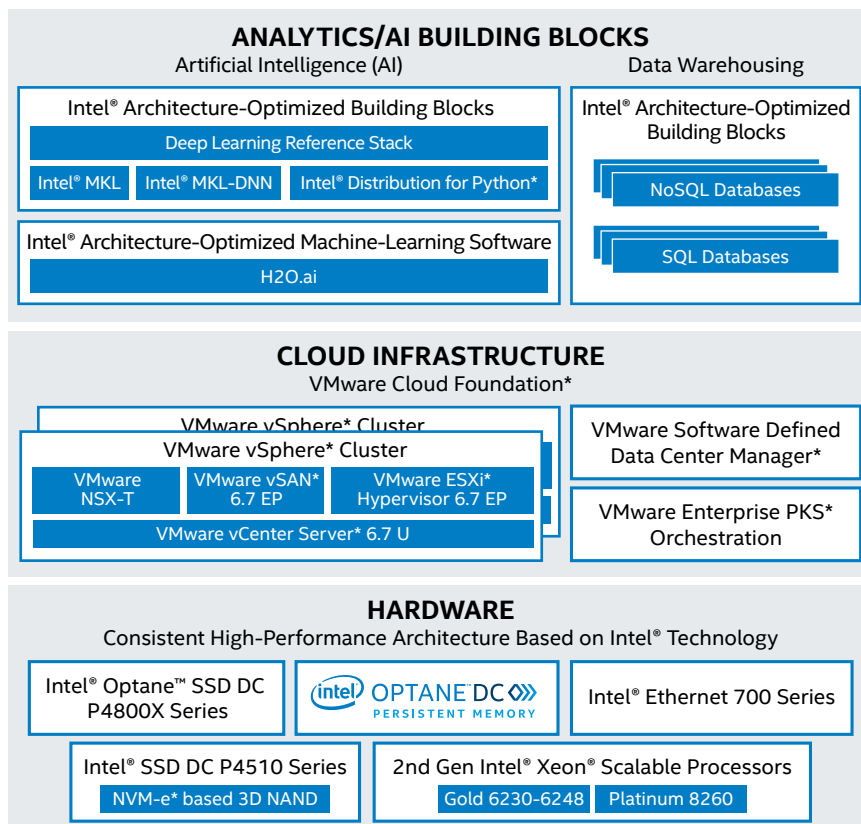 ANALYTICS/AI BUILDING BLOCKS
Artificial Intelligence (AI)
Data Warehousing
Intel® Architecture-Optimized Building Blocks
Deep Learning Reference Stack
Intel® MKL
Intel® MKL-DNN
Intel® Distribution for Python*
Intel® Architecture-Optimized Machine-Learning Software
H2O.ai
Intel® Architecture-Optimized
Building Blocks
NoSQL Databases
SQL Databases
CLOUD INFRASTRUCTURE
VMware Cloud Foundation*
VMware vSphere* Cluster
VMware vSphere* Cluster
VMware
NSX-T
VMware vSAN*
6.7 EP
VMware ESXi*
Hypervisor 6.7 EP
VMware vCenter Server* 6.7 U
VMware Software Defined
Data Center Manager*
VMware Enterprise PKS*
Orchestration
HARDWARE
Consistent High-Performance Architecture Based on Intel® Technology
Intel® Optane™ SSD DC
P4800X Series
intel OPTANE DC
PERSISTENT MEMORY
Intel® Ethernet 700 Series
Intel® SSD DC P4510 Series
NVM-e* based 3D NAND
2nd Gen Intel® Xeon® Scalable Processors
Gold 6230-6248
Platinum 8260